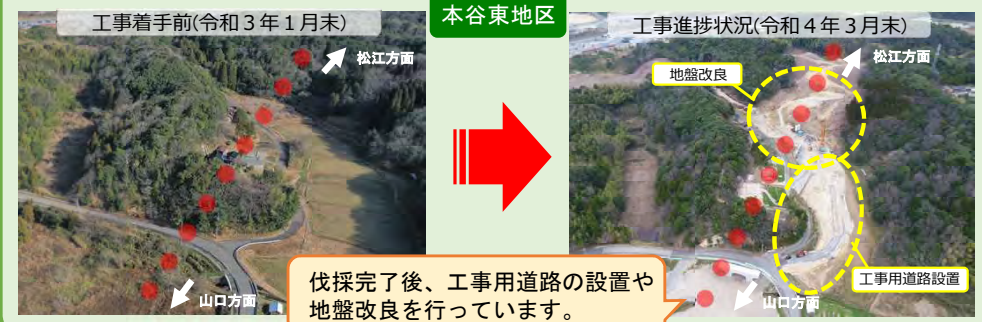 本谷東地区
工事着手前(令和３年１月末)
松江方面
山口方面
工事進捗状況(令和４年３月末)
松江方面
地盤改良
工事用道路設置
山口方面
伐採完了後、工事用道路の設置や
地盤改良を行っています。